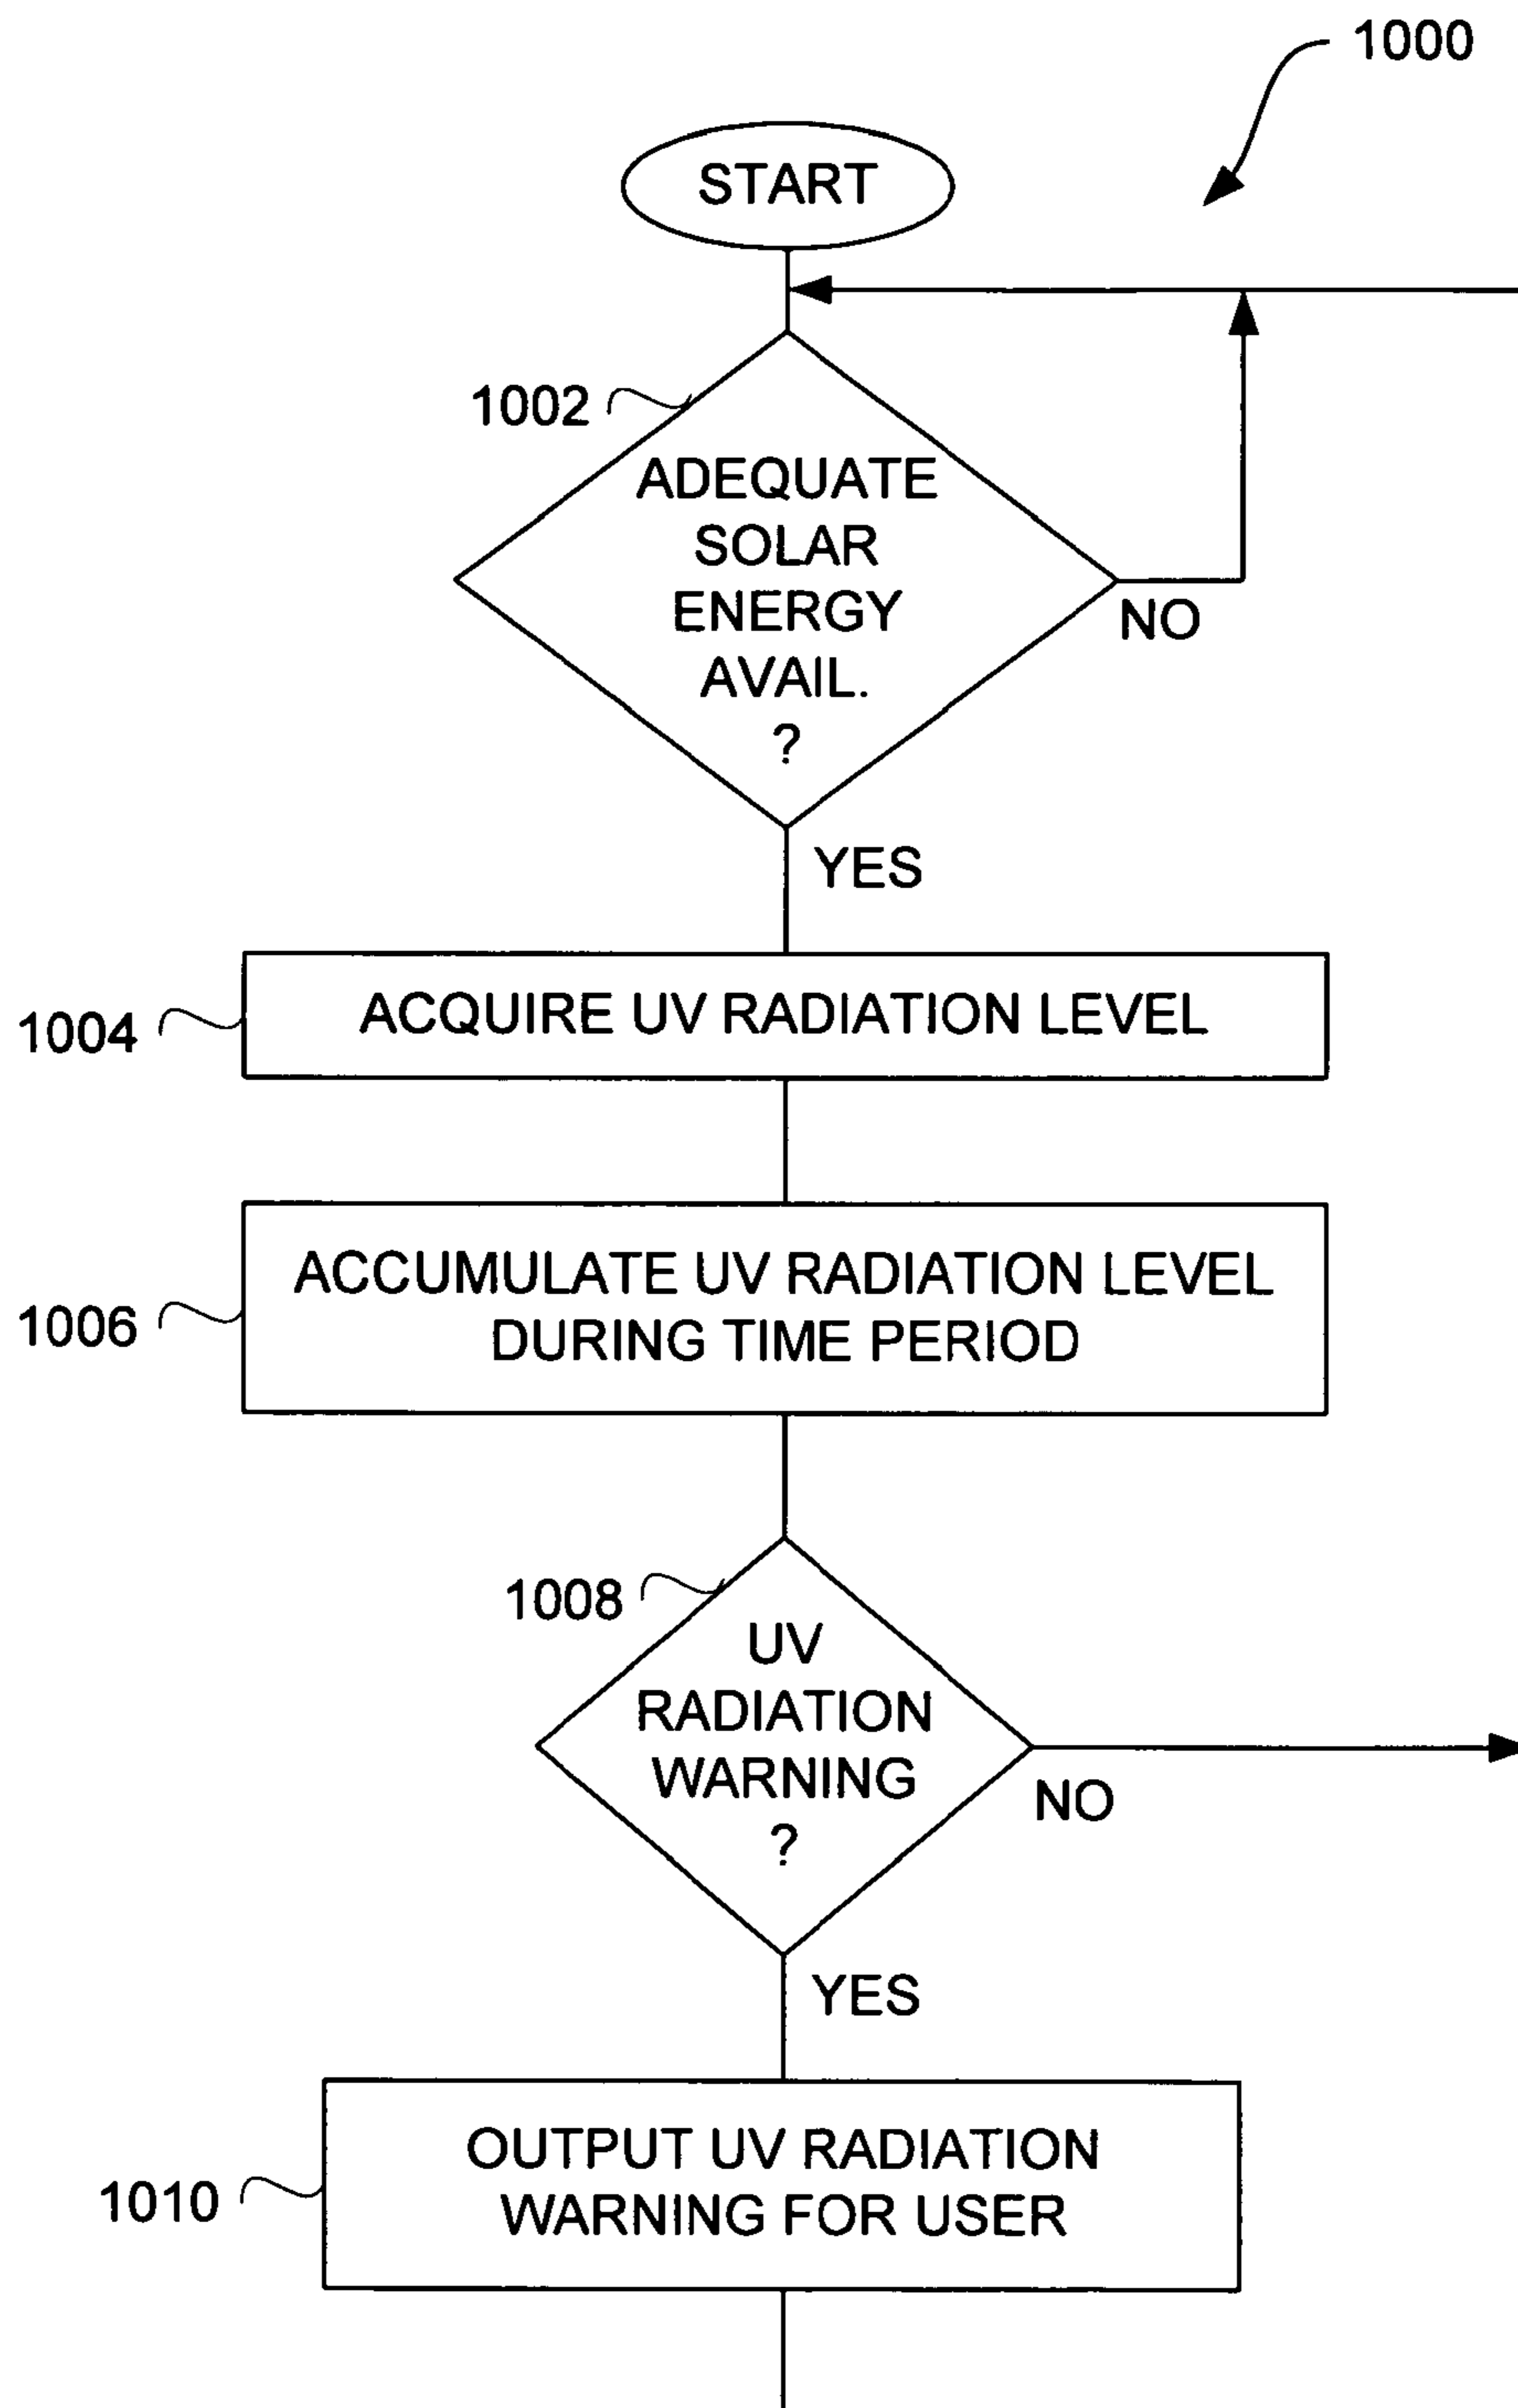 1000
START
1002
ADEQUATE
SOLAR
ENERGY
AVAIL.
?
NO
YES
1004
ACQUIRE UV RADIATION LEVEL
1006
ACCUMULATE UV RADIATION LEVEL
DURING TIME PERIOD
1008
UV
RADIATION
WARNING
?
NO
YES
1010
OUTPUT UV RADIATION
WARNING FOR USER